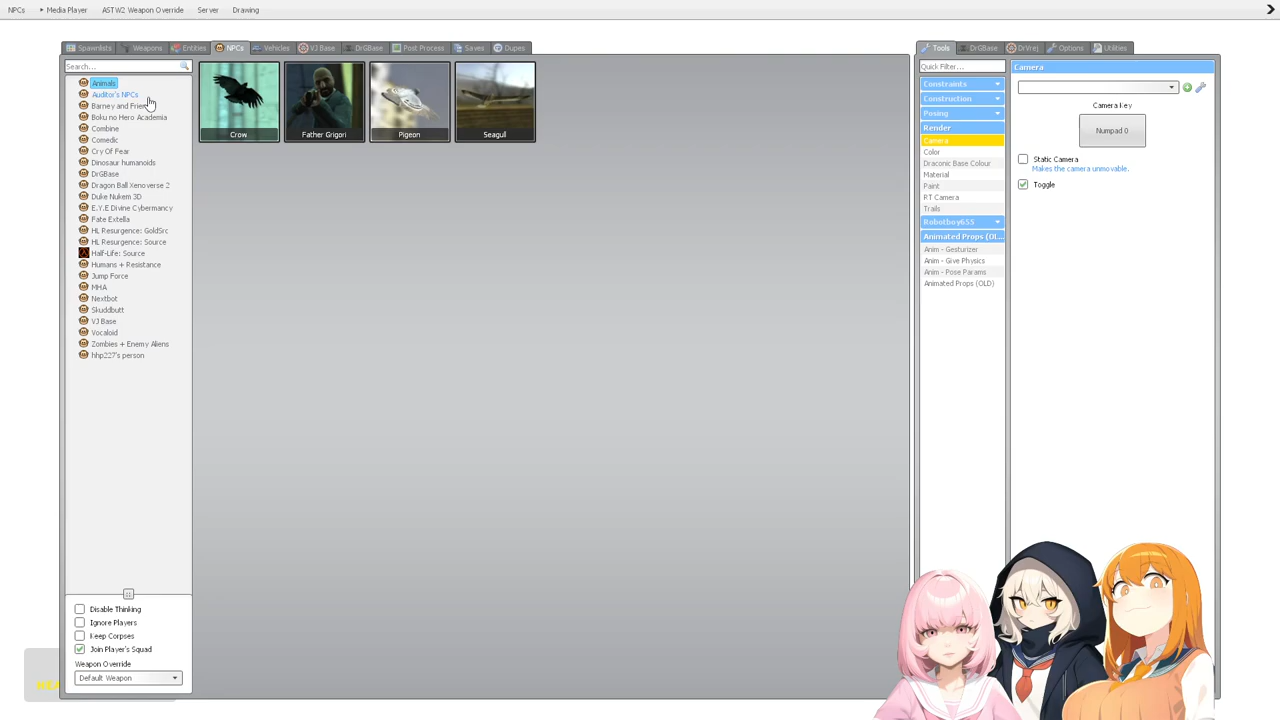 NPCs
Media Player
ASTW2 Weapon Override
Server
Drawing
Spawnlists
Weapons
Entities
NPCs
Vehicles
VJ Base
DrGBase
Post Process
Saves
Dupes
Search...
Animals
Auditor's NPCs
Barney and Frien
Boku no Hero Academia
Combine
Comedic
Cry Of Fear
Dinosaur humanoids
DrGBase
Dragon Ball Xenoverse 2
Duke Nukem 3D
E.Y.E Divine Cybermancy
Fate Extella
HL Resurgence: GoldSrc
HL Resurgence: Source
Half-Life: Source
Humans + Resistance
Jump Force
MHA
Nextbot
Skuddbutt
VJ Base
Vocaloid
Zombies + Enemy Aliens
hhp227's person
Disable Thinking
Ignore Players
Keep Corpses
Join Player's Squad
Weapon Override
Default Weapon
Crow
Father Grigori
Pigeon
Seagull
Tools
DrGBase
DrVrej
Options
Utilities
Quick Filter...
Constraints
Construction
Posing
Render
Camera
Color
Draconic Base Colour
Material
Paint
RT Camera
Trails
Robotboy655
Animated Props (OL...
Anim - Gesturizer
Anim - Give Physics
Anim - Pose Params
Animated Props (OLD)
Camera
Camera Key
Numpad 0
Static Camera
Makes the camera unmovable.
Toggle